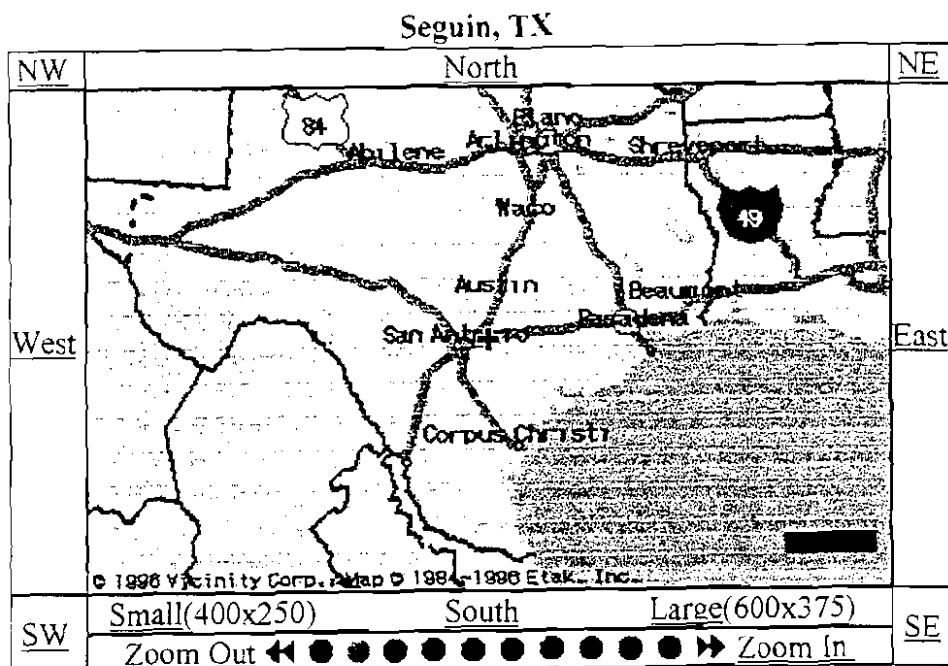 Seguin, TX
NW North NE
84
Plano
Arlington
Abilene Shreveport
49
Waco
Austin
Beaumont
Pasadena
San Antonio
West East
Corpus Christi
© 1996 Vicinity Corp. Map © 1984-1996 Etak, Inc.
Small(400x250) South Large(600x375)
SW SE
Zoom Out Zoom In